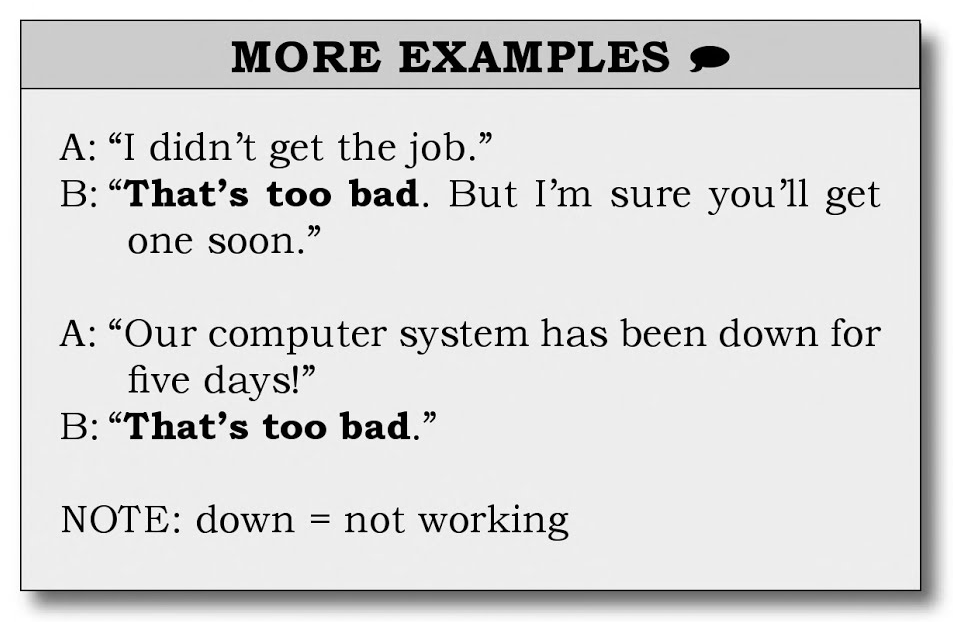 MORE EXAMPLES
A: “I didn’t get the job.”
B: “That’s too bad. But I’m sure you’ll get
one soon.”
A: “Our computer system has been down for
five days!”
B: “That’s too bad.”
NOTE: down = not working